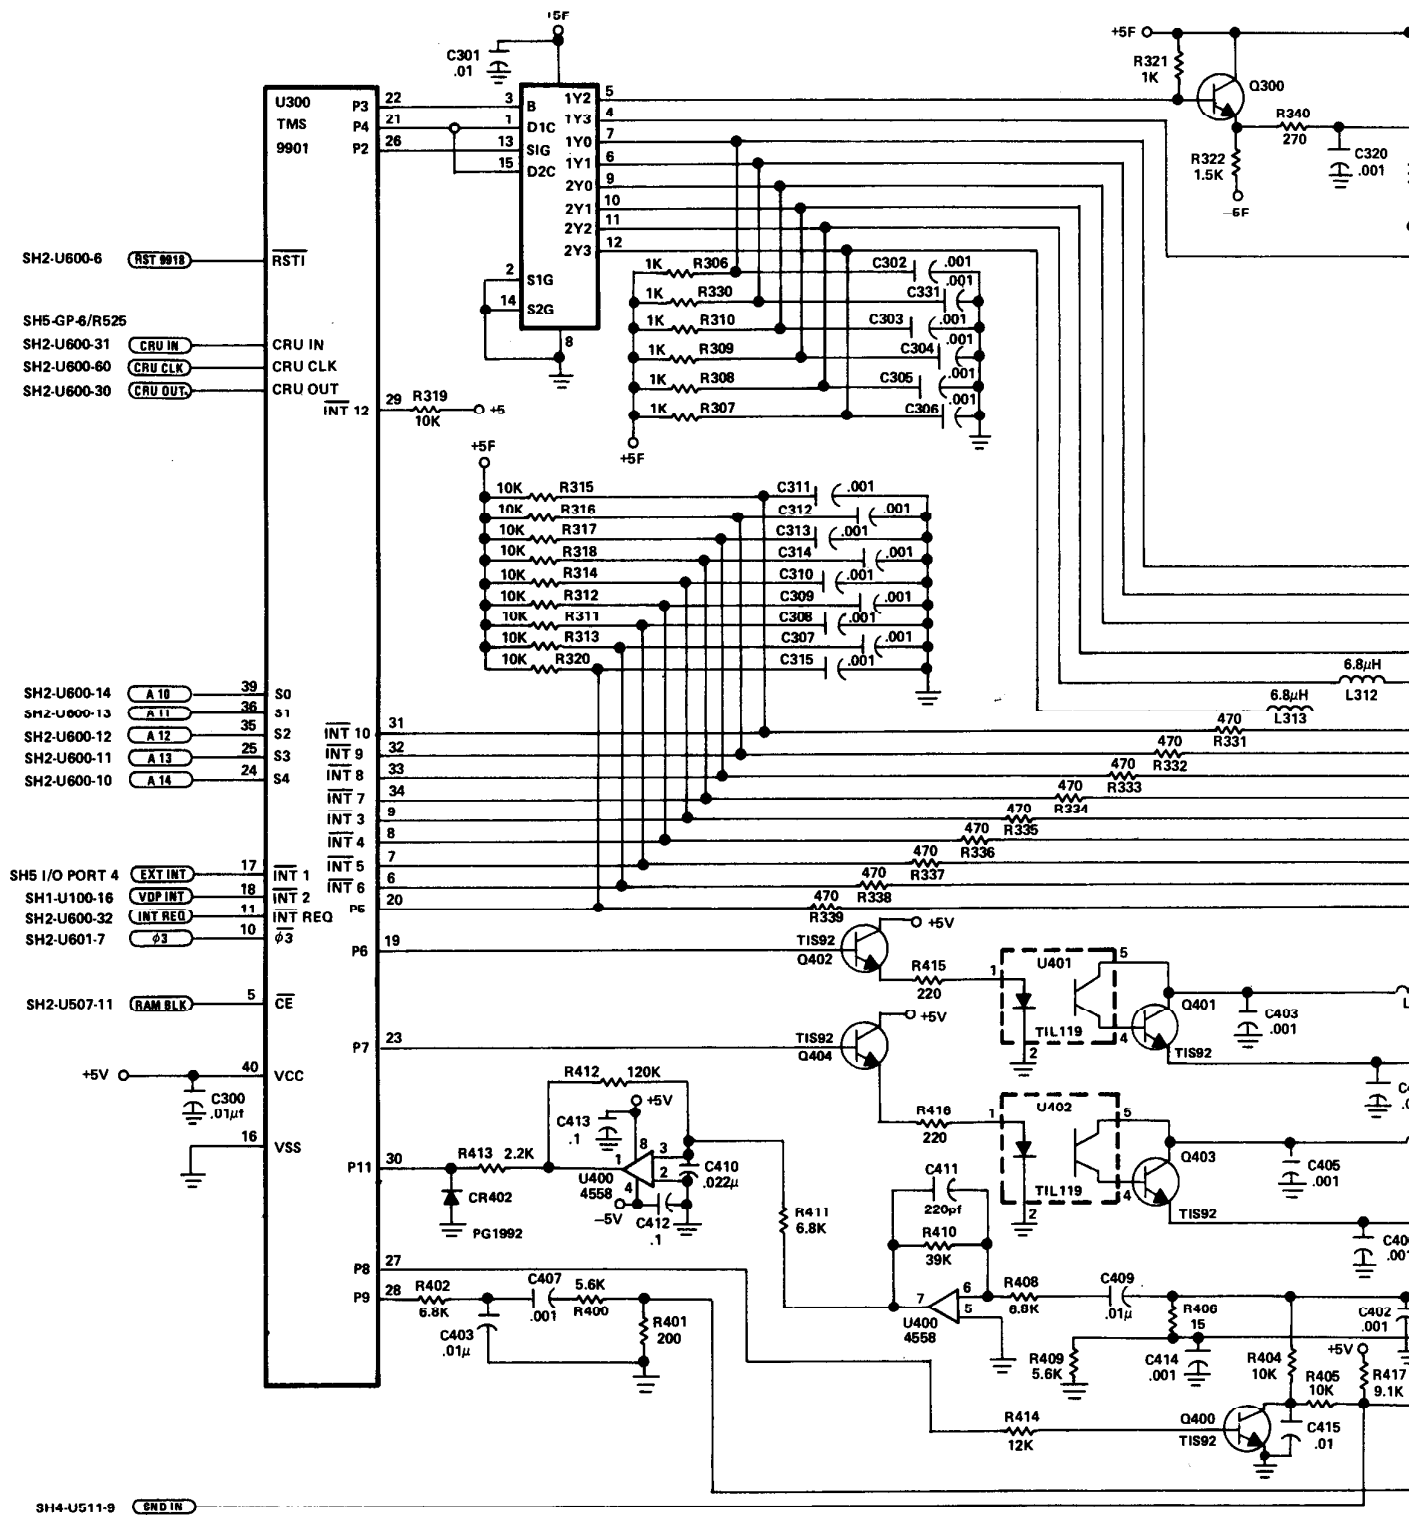 +5F
C301
.01
+5F
R321
1K
Q300
R340
270
R322
1.5K
C320
.001
–5F
U300
TMS
9901
P3 22
P4 21
P2 26
3 B
1 D1C
13 SIG
15 D2C
2 S1G
14 S2G
8
1Y2 5
1Y3 4
1Y0 7
1Y1 6
2Y0 9
2Y1 10
2Y2 11
2Y3 12
SH2-U600-6 RST 9918 RSTI
SH5-GP-6/R525
SH2-U600-31 CRU IN CRU IN
SH2-U600-60 CRU CLK CRU CLK
SH2-U600-30 CRU OUT CRU OUT
INT 12 29 R319 10K +5
1K R306 C302 .001
1K R330 C331 .001
1K R310 C303 .001
1K R309 C304 .001
1K R308 C305 .001
1K R307 C306 .001
+5F
+5F
10K R315 C311 .001
10K R316 C312 .001
10K R317 C313 .001
10K R318 C314 .001
10K R314 C310 .001
10K R312 C309 .001
10K R311 C308 .001
10K R313 C307 .001
10K R320 C315 .001
6.8μH
L312
6.8μH
L313
SH2-U600-14 A 10 39 S0
SH2-U600-13 A 11 36 S1
SH2-U600-12 A 12 35 S2
SH2-U600-11 A 13 25 S3
SH2-U600-10 A 14 24 S4
INT 10 31 470 R331
INT 9 32 470 R332
INT 8 33 470 R333
INT 7 34 470 R334
INT 3 9 470 R335
INT 4 8 470 R336
INT 5 7 470 R337
INT 6 6 470 R338
P5 20 470 R339
SH5 I/O PORT 4 EXT INT 17 INT 1
SH1-U100-16 VDP INT 18 INT 2
SH2-U600-32 INT REQ 11 INT REQ
SH2-U601-7 φ3 10 φ3
P6 19
TIS92
Q402
+5V
R415
220
1 U401 5
TIL119
2 4
Q401
TIS92
C403
.001
L
SH2-U507-11 RAM BLK 5 CE
P7 23
TIS92
Q404
+5V
R416
220
1 U402 5
TIL119
2 4
Q403
TIS92
C405
.001
+5V 40 VCC
C300
.01μf
16 VSS
R412 120K
C413
.1
+5V
P11 30
R413 2.2K
CR402
PG1992
1 8 3 2 4
U400
4558
–5V
C410
.022μ
C412
.1
R411
6.8K
C411
220pf
R410
39K
7 6 5
U400
4558
R408
6.8K
C409
.01μ
R406
15
R409
5.6K
C414
.001
R404
10K
C402
.001
+5V
R405
10K
R417
9.1K
P8 27
P9 28
R402
6.8K
C407
.001
5.6K
R400
C403
.01μ
R401
200
R414
12K
Q400
TIS92
C415
.01
SH4-U511-9 SND IN